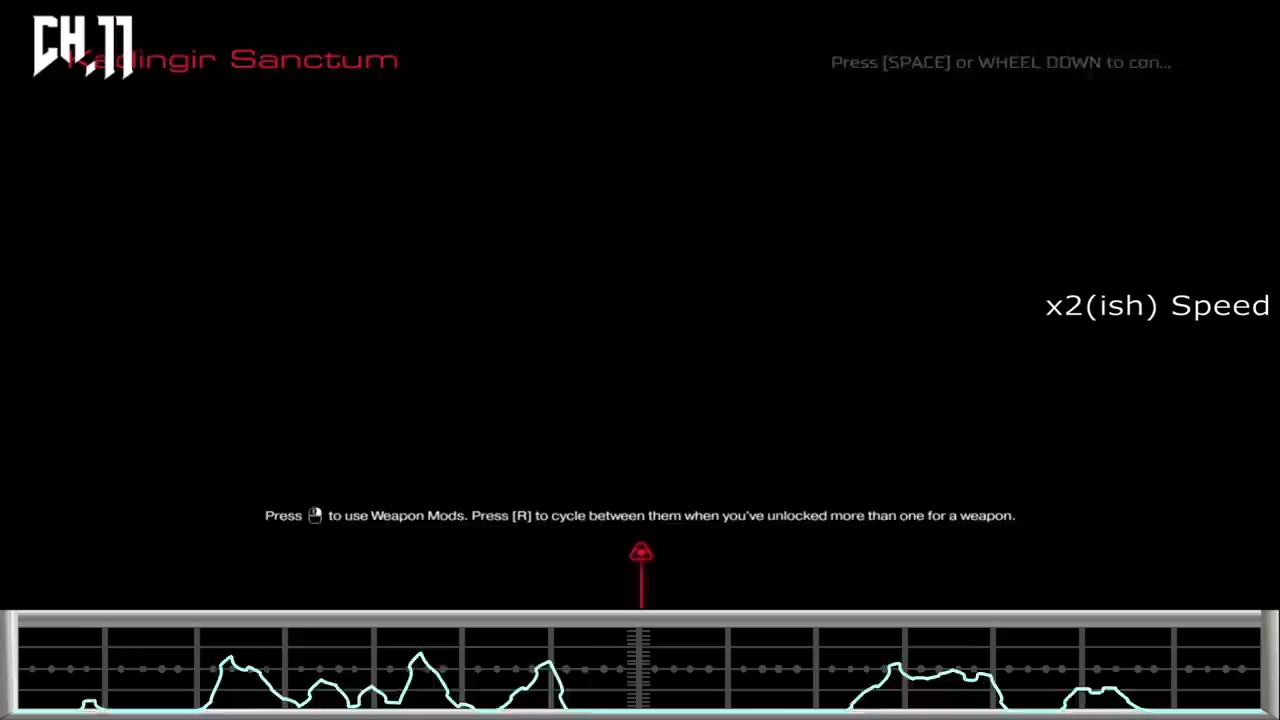 CH.11
Kadingir Sanctum
Press [SPACE] or WHEEL DOWN to con...
x2(ish) Speed
Press to use Weapon Mods. Press [R] to cycle between them when you've unlocked more than one for a weapon.